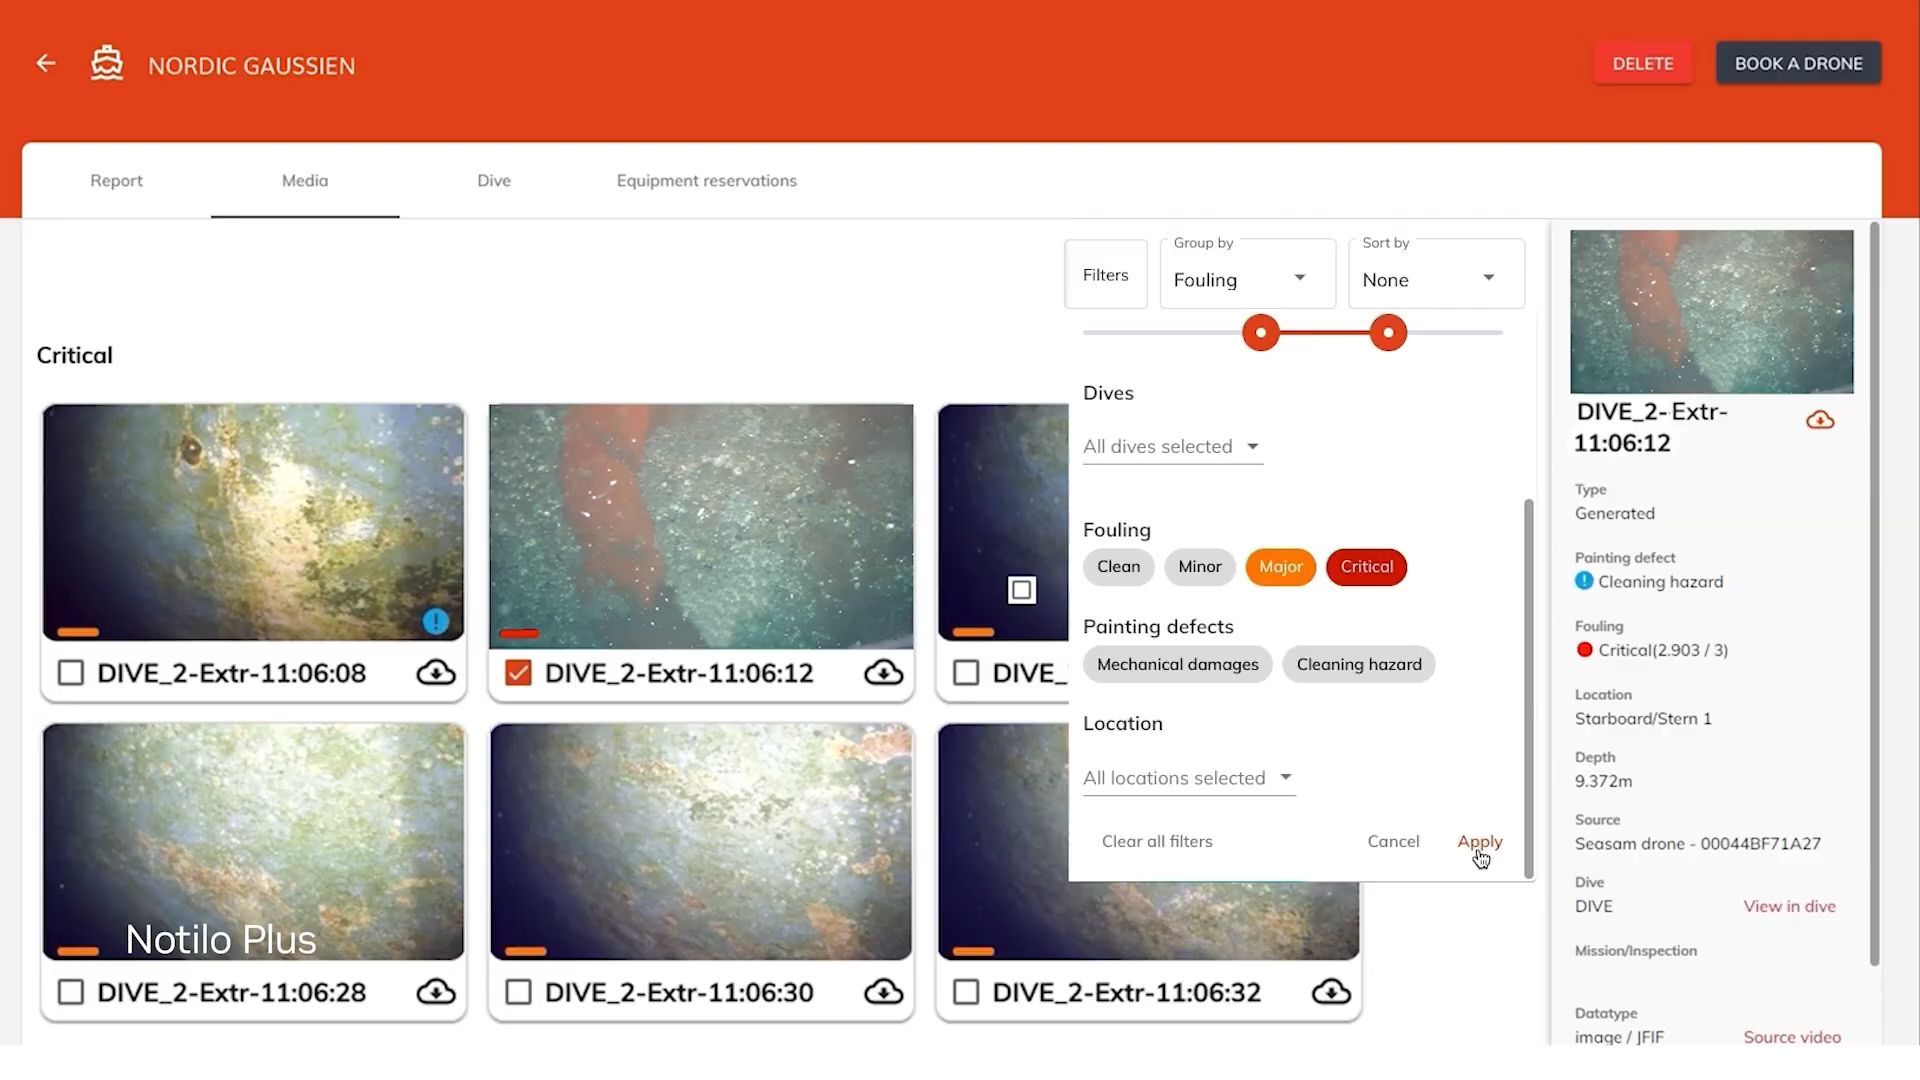 NORDIC GAUSSIEN
DELETE
BOOK A DRONE
Report
Media
Dive
Equipment reservations
Filters
Group by
Fouling
Sort by
None
Critical
DIVE_2-Extr-11:06:08
DIVE_2-Extr-11:06:12
DIVE_
DIVE_2-Extr-11:06:28
DIVE_2-Extr-11:06:30
DIVE_2-Extr-11:06:32
Notilo Plus
Dives
All dives selected
Fouling
Clean
Minor
Major
Critical
Painting defects
Mechanical damages
Cleaning hazard
Location
All locations selected
Clear all filters
Cancel
Apply
DIVE_2-Extr-
11:06:12
Type
Generated
Painting defect
Cleaning hazard
Fouling
Critical(2.903 / 3)
Location
Starboard/Stern 1
Depth
9.372m
Source
Seasam drone - 00044BF71A27
Dive
DIVE
View in dive
Mission/Inspection
Datatype
image / JFIF
Source video